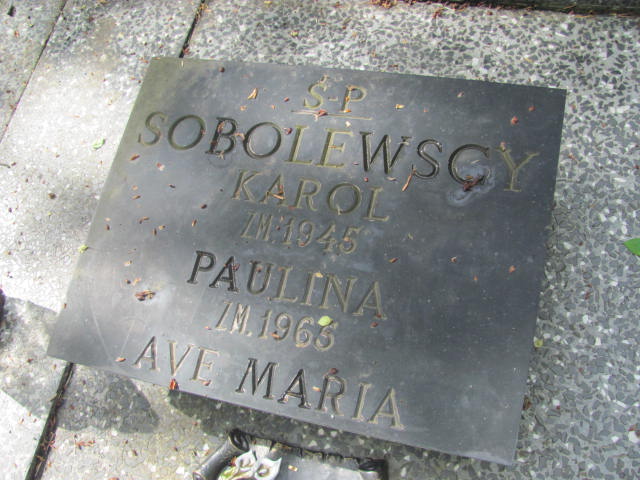 Ś-P
SOBOLEWSCY
KAROL
ZM.1945
PAULINA
ZM.1963
AVE MARIA